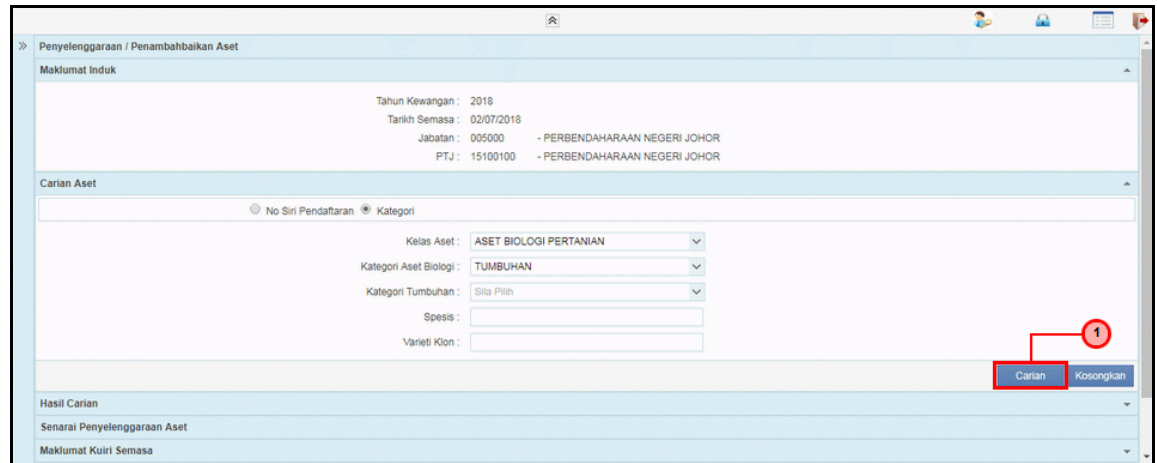 Penyelenggaraan / Penambahbaikan Aset
Maklumat Induk
Tahun Kewangan : 2018
Tarikh Semasa : 02/07/2018
Jabatan : 005000 - PERBENDAHARAAN NEGERI JOHOR
PTJ : 15100100 - PERBENDAHARAAN NEGERI JOHOR
Carian Aset
No Siri Pendaftaran Kategori
Kelas Aset : ASET BIOLOGI PERTANIAN
Kategori Aset Biologi : TUMBUHAN
Kategori Tumbuhan : Sila Pilih
Spesis :
Varieti Klon :
1
Carian Kosongkan
Hasil Carian
Senarai Penyelenggaraan Aset
Maklumat Kuiri Semasa